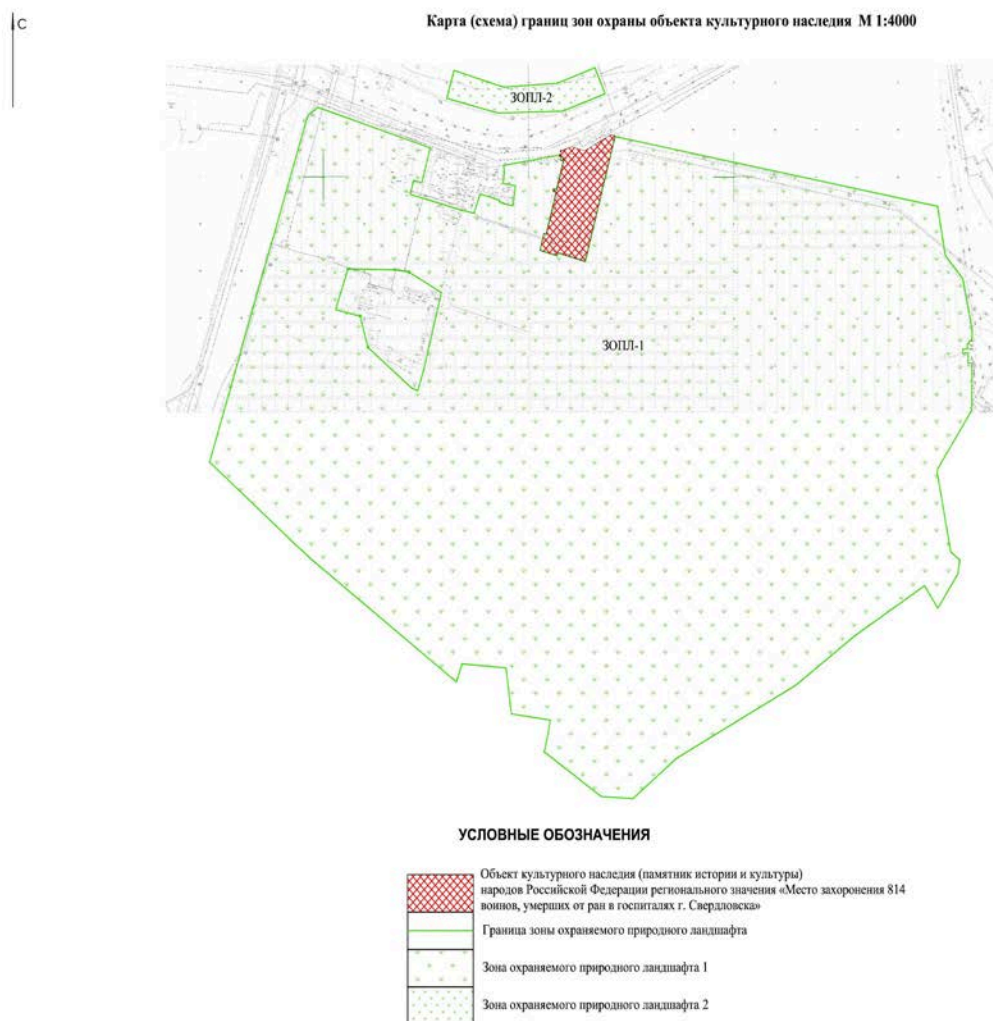 С
Карта (схема) границ зон охраны объекта культурного наследия М 1:4000
ЗОПЛ-2
ЗОПЛ-1
УСЛОВНЫЕ ОБОЗНАЧЕНИЯ
Объект культурного наследия (памятник истории и культуры)
народов Российской Федерации регионального значения «Место захоронения 814
воинов, умерших от ран в госпиталях г. Свердловска»
Граница зоны охраняемого природного ландшафта
Зона охраняемого природного ландшафта 1
Зона охраняемого природного ландшафта 2